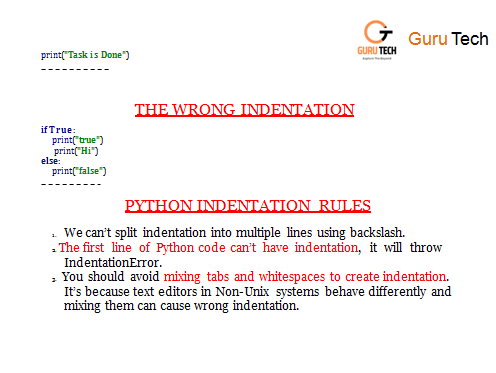 GURU TECH
Guru Tech
print("Task is Done")
----------
THE WRONG INDENTATION
if True:
print("true")
print("Hi")
else:
print("false")
---------
PYTHON INDENTATION RULES
1. We can't split indentation into multiple lines using backslash.
2. The first line of Python code can't have indentation, it will throw
IndentationError.
3. You should avoid mixing tabs and whitespaces to create indentation.
It's because text editors in Non-Unix systems behave differently and
mixing them can cause wrong indentation.